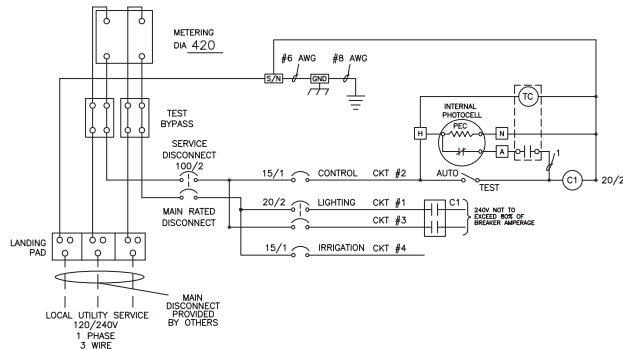 METERING
DIA 420
#6 AWG
#8 AWG
S/N
GND
TC
INTERNAL
PHOTOCELL
PEC
H
N
A
1
TEST
BYPASS
SERVICE
DISCONNECT
100/2
15/1
CONTROL
CKT #2
AUTO
TEST
C1
20/2
MAIN RATED
DISCONNECT
20/2
LIGHTING
CKT #1
C1
240V NOT TO
EXCEED 80% OF
BREAKER AMPERAGE
CKT #3
LANDING
PAD
15/1
IRRIGATION
CKT #4
MAIN
DISCONNECT
PROVIDED
BY OTHERS
LOCAL UTILITY SERVICE
120/240V
1 PHASE
3 WIRE